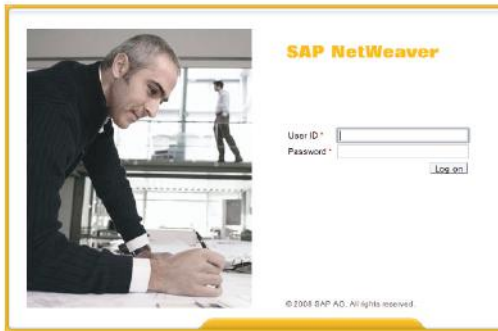 SAP NetWeaver
User ID *
Password *
Log on
© 2008 SAP AG. All rights reserved.